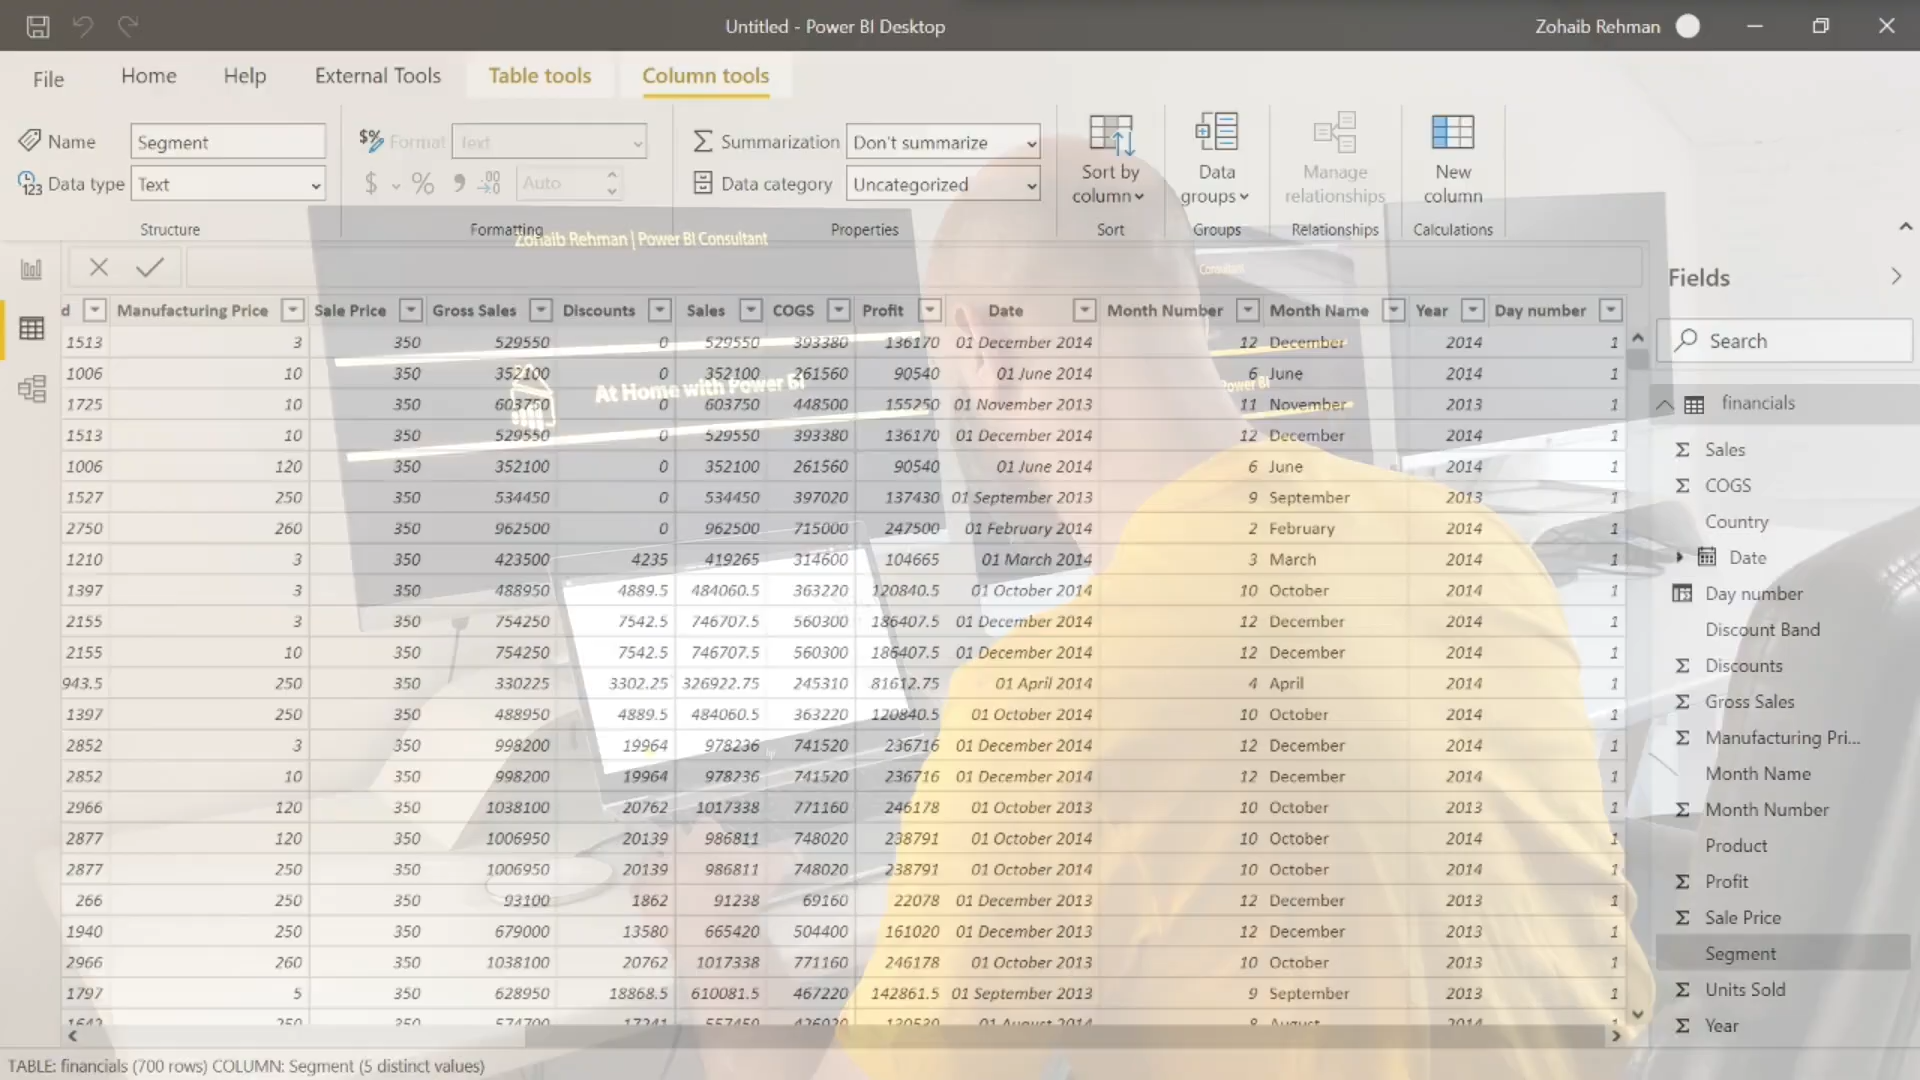 Untitled - Power BI Desktop
Zohaib Rehman
File Home Help External Tools Table tools Column tools
Name Segment $% Format Text Summarization Don't summarize Sort by column Data groups Manage relationships New column
123 Data type Text $ % Auto Data category Uncategorized
Structure Formatting Properties Sort Groups Relationships Calculations
Zohaib Rehman | Power BI Consultant
Consultant
At Home with Power BI
Power BI
d Manufacturing Price Sale Price Gross Sales Discounts Sales COGS Profit Date Month Number Month Name Year Day number
1513 3 350 529550 0 529550 393380 136170 01 December 2014 12 December 2014 1
1006 10 350 352100 0 352100 261560 90540 01 June 2014 6 June 2014 1
1725 10 350 603750 0 603750 448500 155250 01 November 2013 11 November 2013 1
1513 10 350 529550 0 529550 393380 136170 01 December 2014 12 December 2014 1
1006 120 350 352100 0 352100 261560 90540 01 June 2014 6 June 2014 1
1527 250 350 534450 0 534450 397020 137430 01 September 2013 9 September 2013 1
2750 260 350 962500 0 962500 715000 247500 01 February 2014 2 February 2014 1
1210 3 350 423500 4235 419265 314600 104665 01 March 2014 3 March 2014 1
1397 3 350 488950 4889.5 484060.5 363220 120840.5 01 October 2014 10 October 2014 1
2155 3 350 754250 7542.5 746707.5 560300 186407.5 01 December 2014 12 December 2014 1
2155 10 350 754250 7542.5 746707.5 560300 186407.5 01 December 2014 12 December 2014 1
943.5 250 350 330225 3302.25 326922.75 245310 81612.75 01 April 2014 4 April 2014 1
1397 250 350 488950 4889.5 484060.5 363220 120840.5 01 October 2014 10 October 2014 1
2852 3 350 998200 19964 978236 741520 236716 01 December 2014 12 December 2014 1
2852 10 350 998200 19964 978236 741520 236716 01 December 2014 12 December 2014 1
2966 120 350 1038100 20762 1017338 771160 246178 01 October 2013 10 October 2013 1
2877 120 350 1006950 20139 986811 748020 238791 01 October 2014 10 October 2014 1
2877 250 350 1006950 20139 986811 748020 238791 01 October 2014 10 October 2014 1
266 250 350 93100 1862 91238 69160 22078 01 December 2013 12 December 2013 1
1940 250 350 679000 13580 665420 504400 161020 01 December 2013 12 December 2013 1
2966 260 350 1038100 20762 1017338 771160 246178 01 October 2013 10 October 2013 1
1797 5 350 628950 18868.5 610081.5 467220 142861.5 01 September 2013 9 September 2013 1
Fields
Search
financials
Sales
COGS
Country
Date
Day number
Discount Band
Discounts
Gross Sales
Manufacturing Pri...
Month Name
Month Number
Product
Profit
Sale Price
Segment
Units Sold
Year
TABLE: financials (700 rows) COLUMN: Segment (5 distinct values)